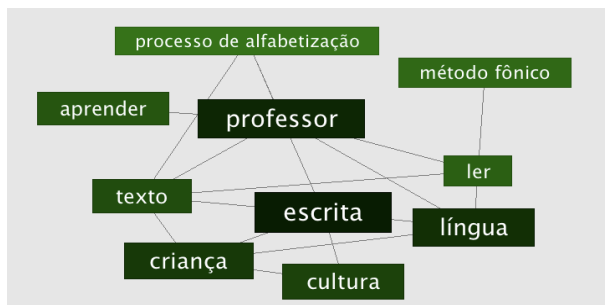 processo de alfabetização
método fônico
aprender
professor
ler
texto
escrita
língua
criança
cultura